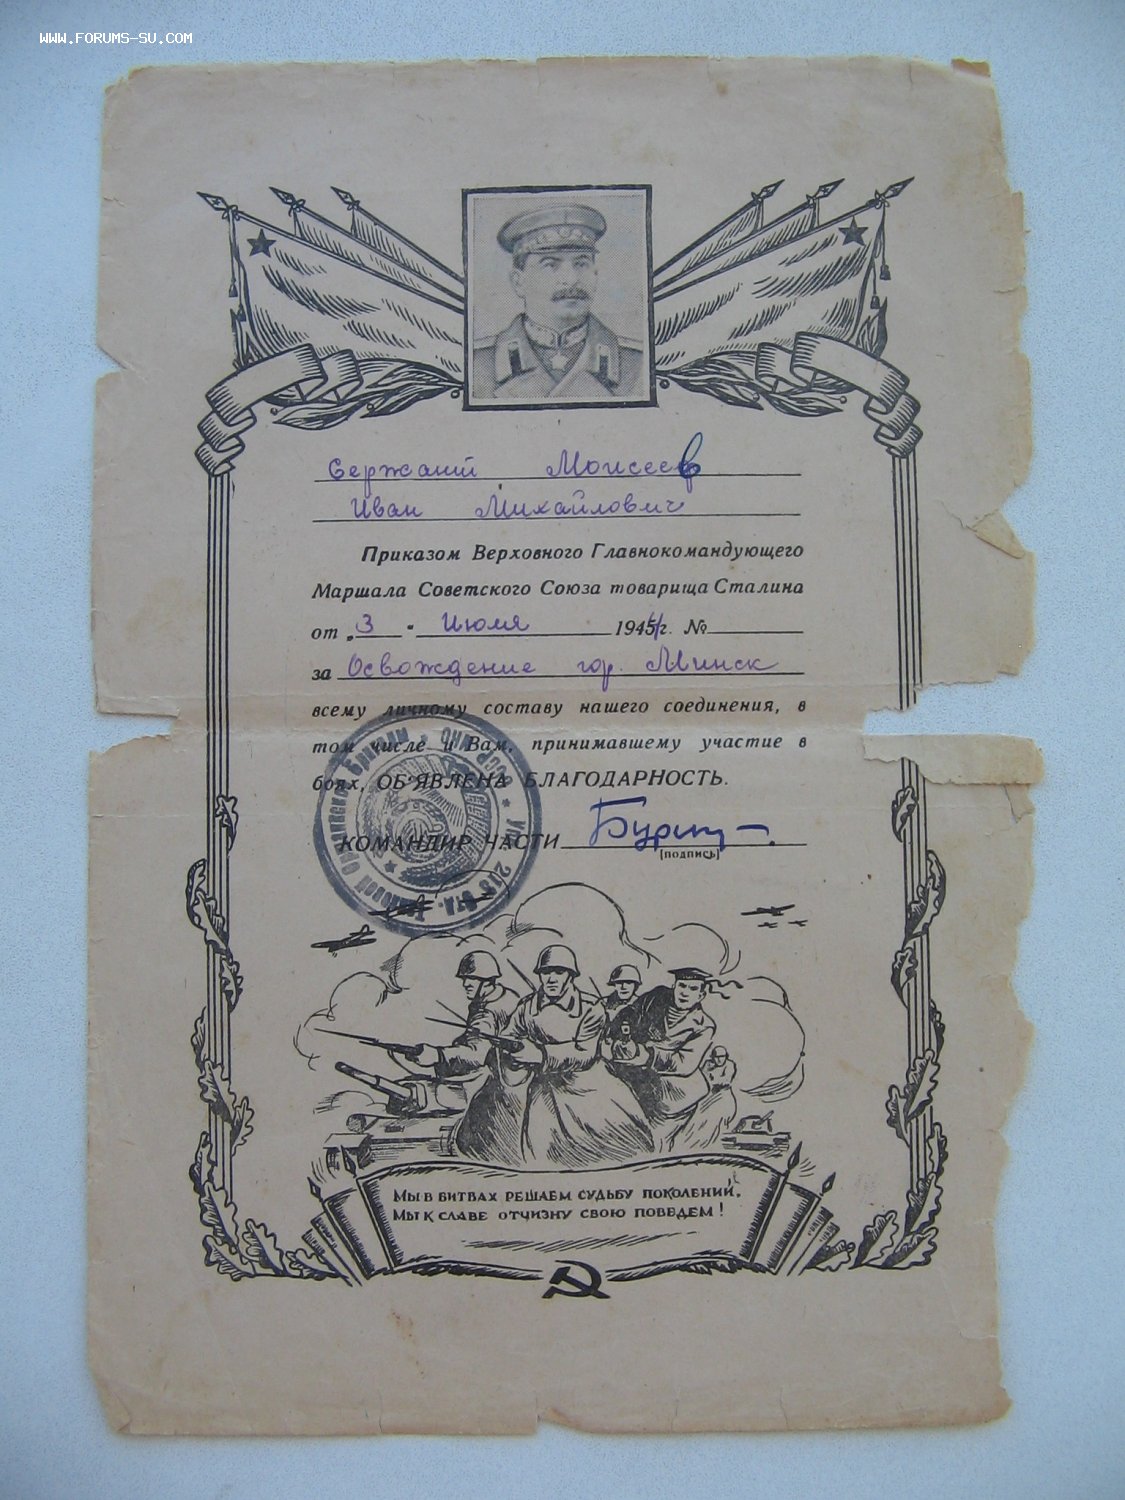 www.forums-su.com
Сержант Моисеев
Иван Михайлович
Приказом Верховного Главнокомандующего
Маршала Советского Союза товарища Сталина
от „3 " Июля 1944г. №
за Освождение гор. Минск
всему личному составу нашего соединения, в
том числе и Вам, принимавшему участие в
боях, ОБ'ЯВЛЕНА БЛАГОДАРНОСТЬ.
КОМАНДИР ЧАСТИ
(подпись)
МЫ В БИТВАХ РЕШАЕМ СУДЬБУ ПОКОЛЕНИЙ,
МЫ К СЛАВЕ ОТЧИЗНУ СВОЮ ПОВЕДЕМ!